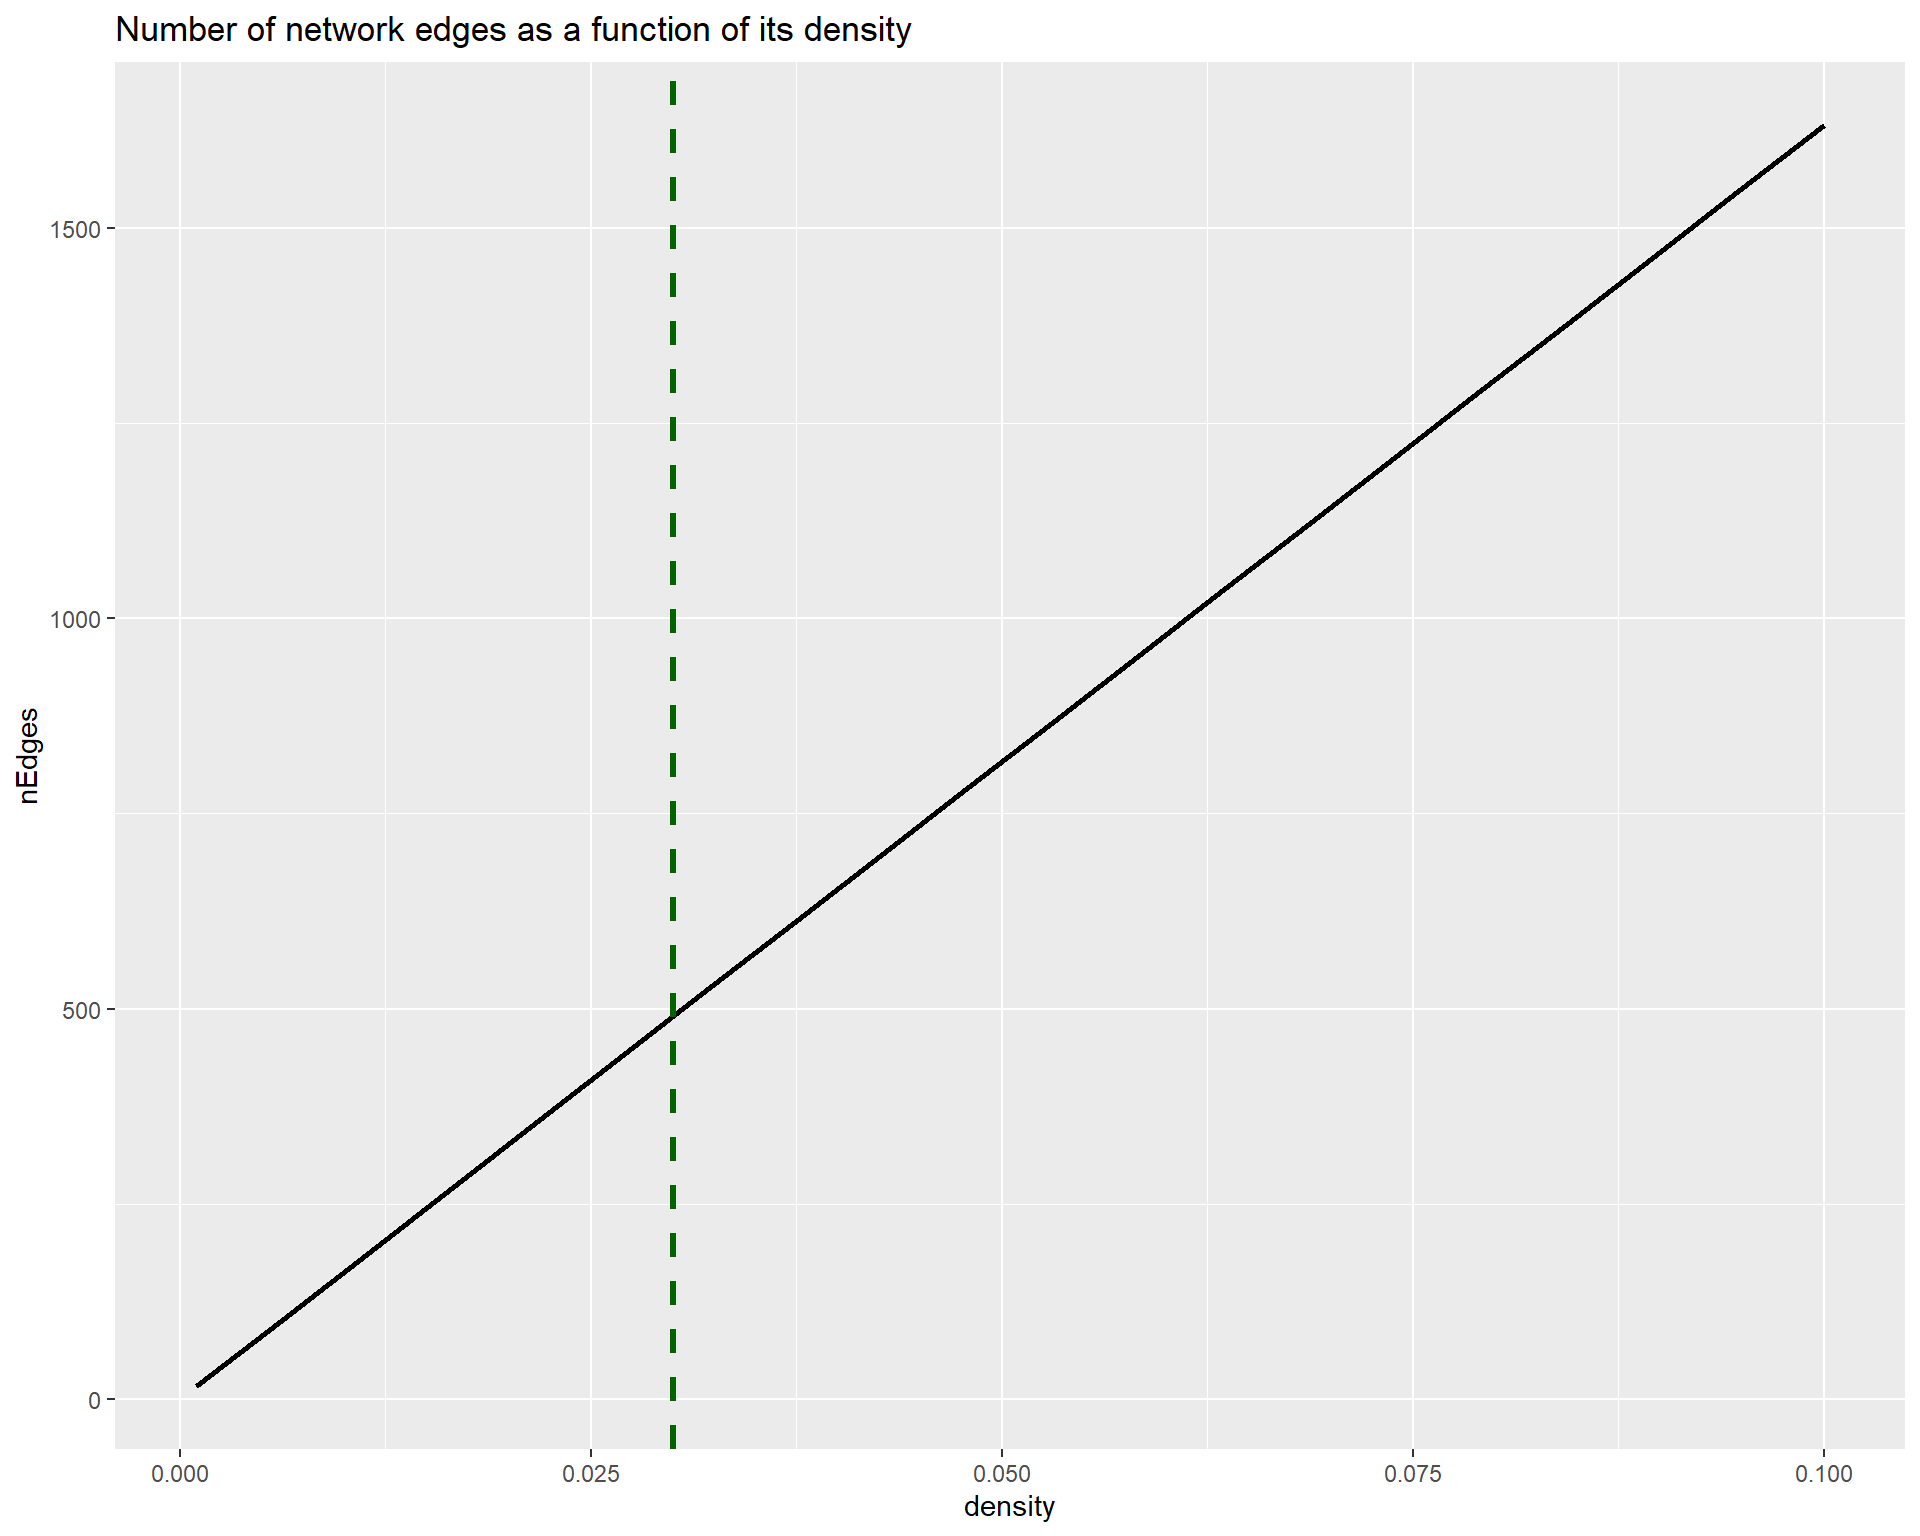 Number of network edges as a function of its density
1500
1000
500
0
nEdges
0.000 0.025 0.050 0.075 0.100
density